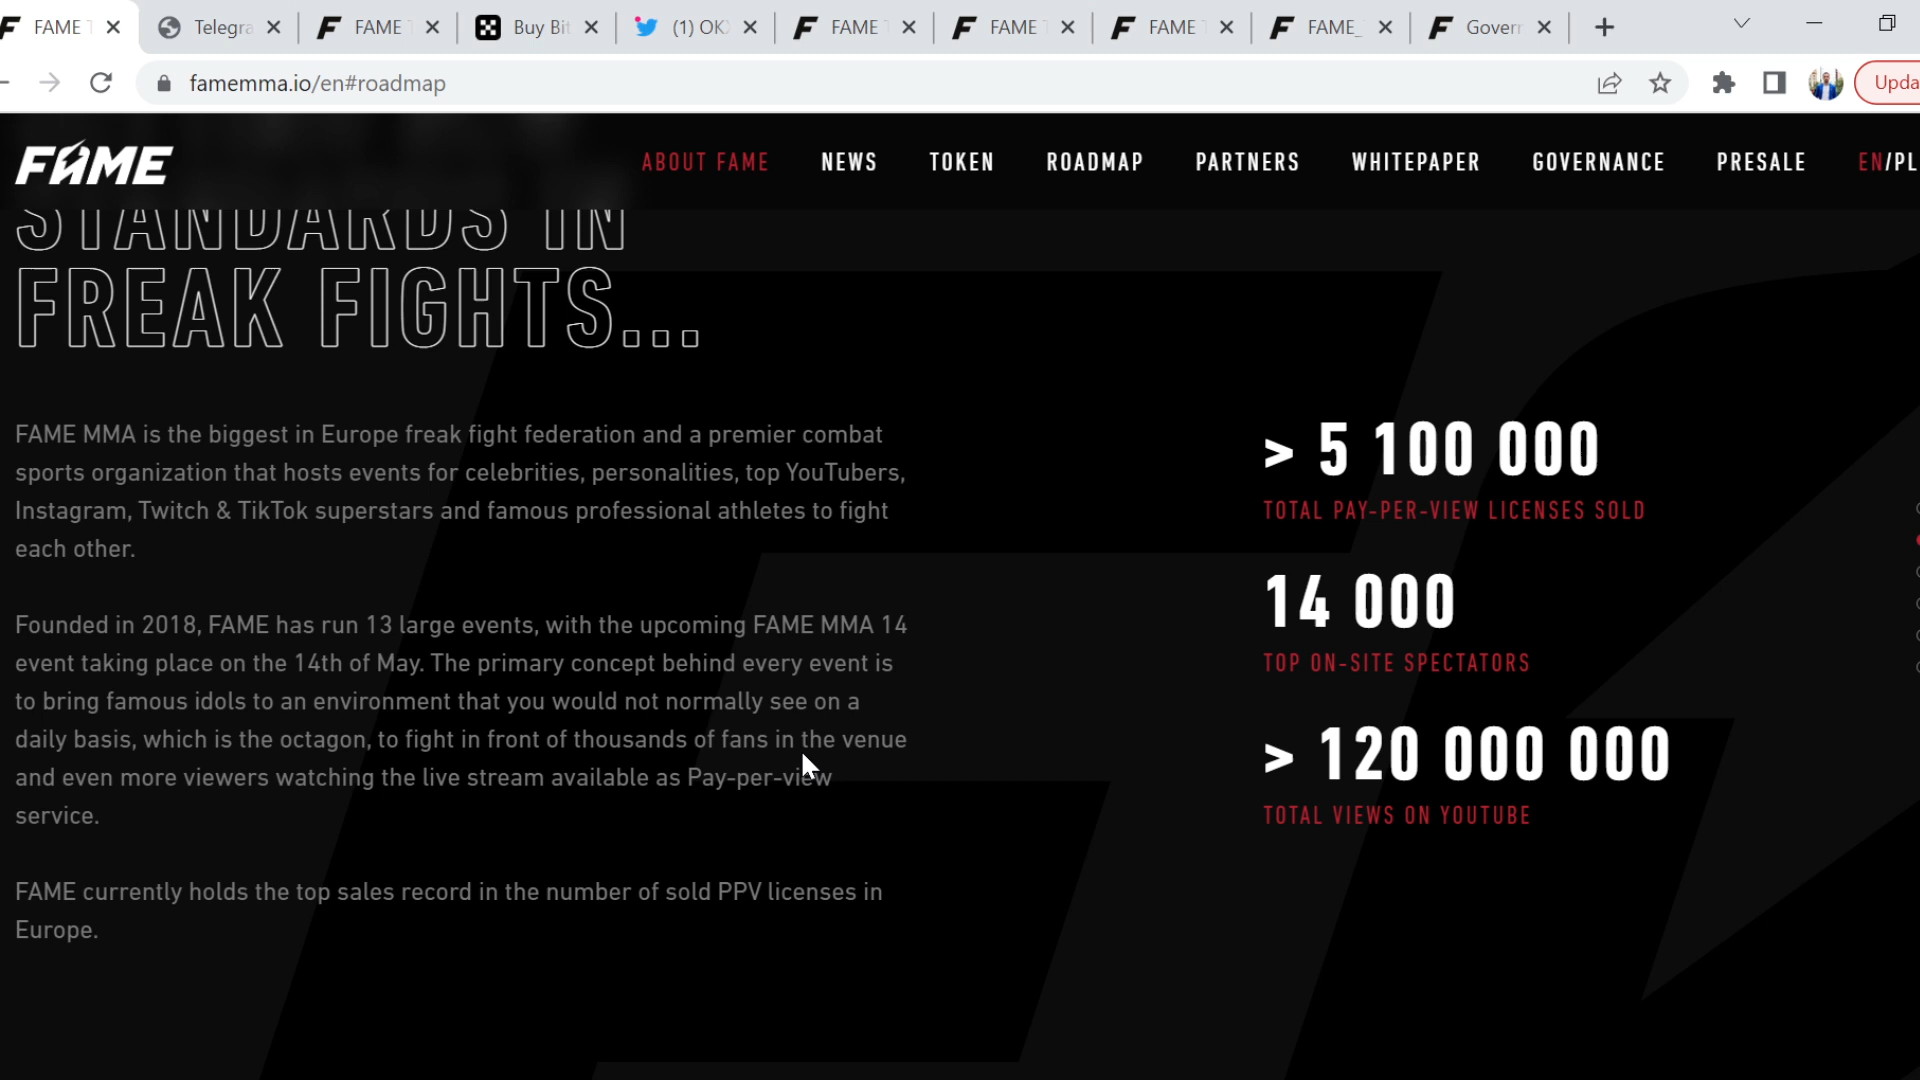 FAME T
Telegra
FAME T
Buy Bit
(1) OK
FAME T
FAME T
FAME T
FAME_
Govern
famemma.io/en#roadmap
Upda
FAME
ABOUT FAME
NEWS
TOKEN
ROADMAP
PARTNERS
WHITEPAPER
GOVERNANCE
PRESALE
EN/PL
STANDARDS IN
FREAK FIGHTS...
FAME MMA is the biggest in Europe freak fight federation and a premier combat
sports organization that hosts events for celebrities, personalities, top YouTubers,
Instagram, Twitch & TikTok superstars and famous professional athletes to fight
each other.
Founded in 2018, FAME has run 13 large events, with the upcoming FAME MMA 14
event taking place on the 14th of May. The primary concept behind every event is
to bring famous idols to an environment that you would not normally see on a
daily basis, which is the octagon, to fight in front of thousands of fans in the venue
and even more viewers watching the live stream available as Pay-per-view
service.
FAME currently holds the top sales record in the number of sold PPV licenses in
Europe.
> 5 100 000
TOTAL PAY-PER-VIEW LICENSES SOLD
14 000
TOP ON-SITE SPECTATORS
> 120 000 000
TOTAL VIEWS ON YOUTUBE